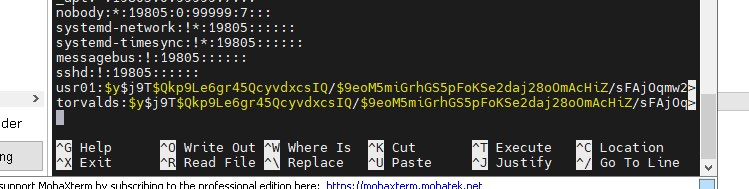 nobody:*:19805:0:99999:7:::
systemd-network:!*:19805::::::
systemd-timesync:!*:19805::::::
messagebus:!:19805::::::
sshd:!:19805::::::
usr01:$y$j9T$Qkp9Le6gr45QcyvdxcsIQ/$9eoM5miGrhGS5pFoKSe2daj28oOmAcHiZ/sFAjOqmw2>
torvalds:$y$j9T$Qkp9Le6gr45QcyvdxcsIQ/$9eoM5miGrhGS5pFoKSe2daj28oOmAcHiZ/sFAjOq>
^G Help ^O Write Out ^W Where Is ^K Cut ^T Execute ^C Location
^X Exit ^R Read File ^\ Replace ^U Paste ^J Justify ^/ Go To Line
der
ng
support MobaXterm by subscribing to the professional edition here: https://mobaxterm.mobatek.net